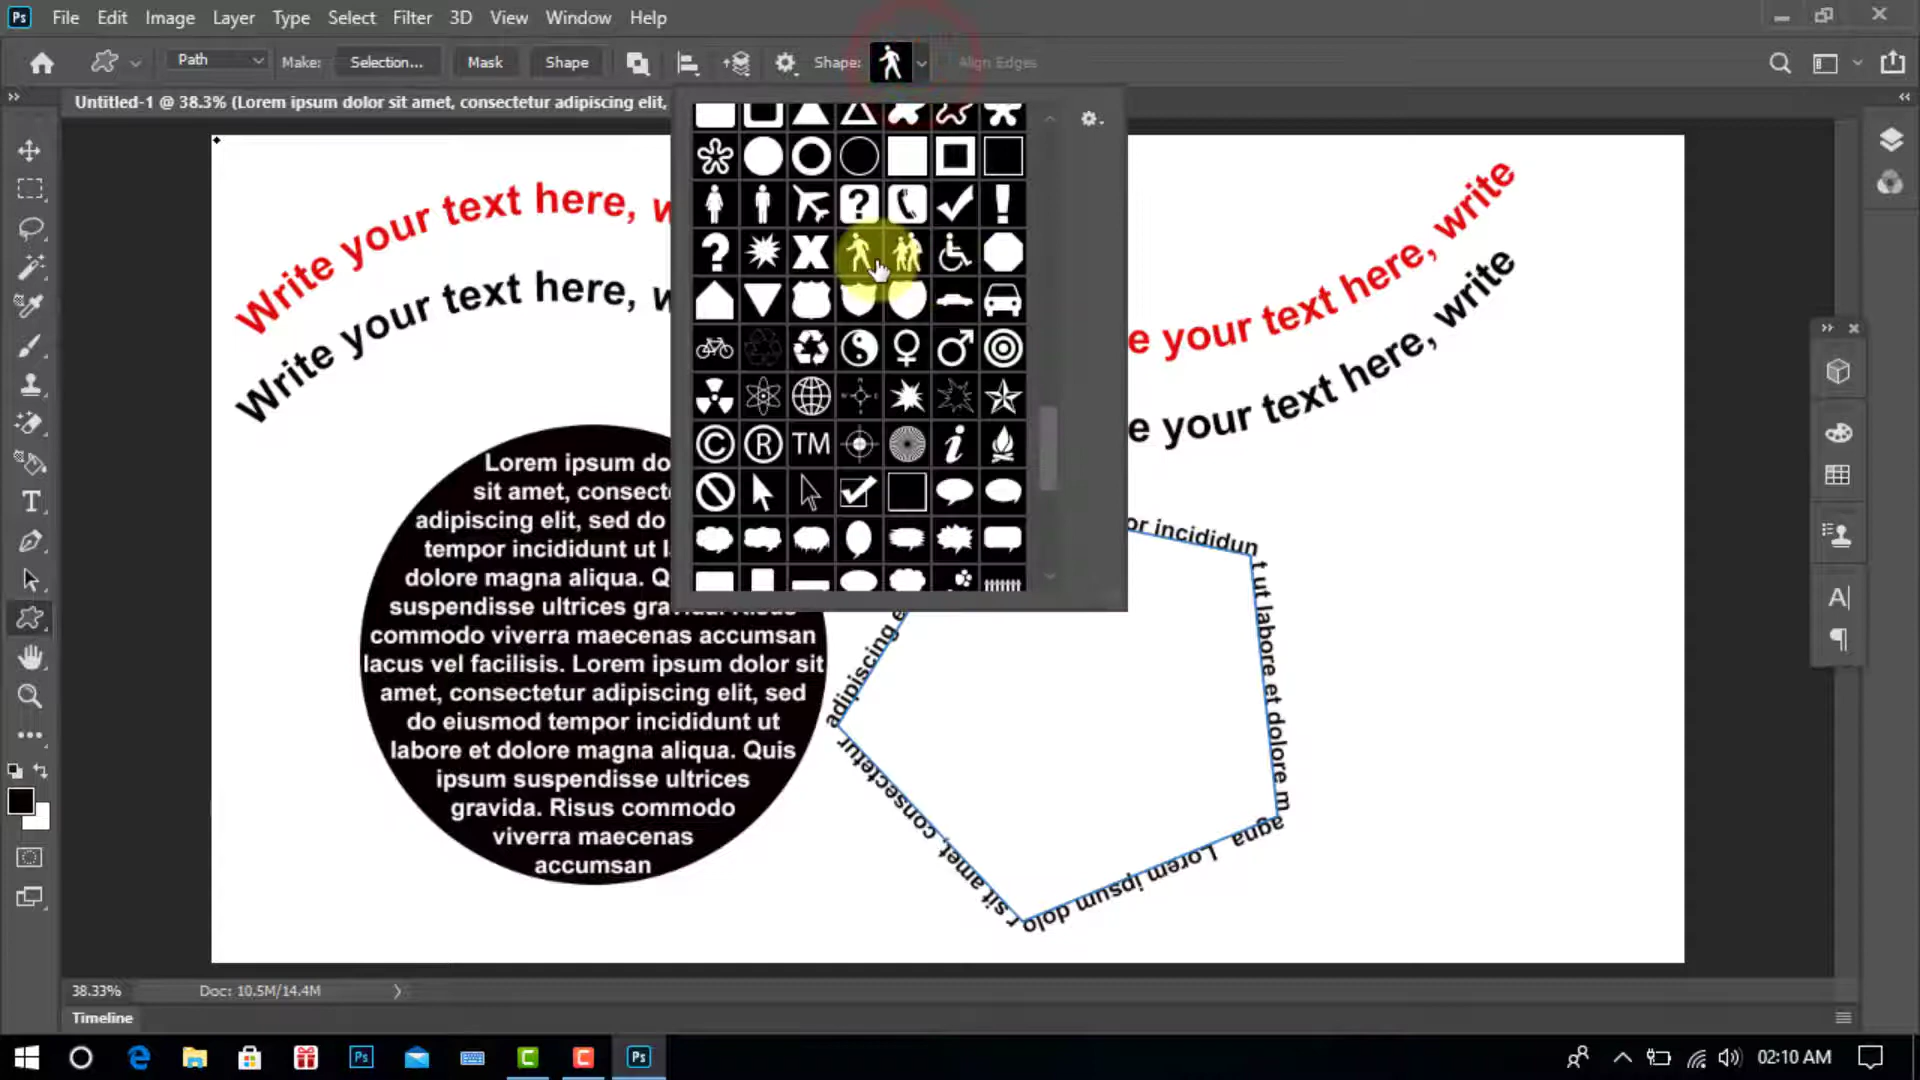 File Edit Image Layer Type Select Filter 3D View Window Help
Path Make: Selection... Mask Shape Shape: Align Edges
Untitled-1 @ 38.3% (Lorem ipsum dolor sit amet, consectetur adipiscing elit,
Write your text here, w
Write your text here, w
e your text here, write
e your text here, write
TM
Lorem ipsum do
sit amet, consect
adipiscing elit, sed do
tempor incididunt ut l
dolore magna aliqua. Q
suspendisse ultrices gravida. Risus
commodo viverra maecenas accumsan
lacus vel facilisis. Lorem ipsum dolor sit
amet, consectetur adipiscing elit, sed
do eiusmod tempor incididunt ut
labore et dolore magna aliqua. Quis
ipsum suspendisse ultrices
gravida. Risus commodo
viverra maecenas
accumsan
Lorem ipsum dolo
r sit amet, consectetur
adipiscing e
or incididun
t ut labore et dolore m
agna
38.33% Doc: 10.5M/14.4M
Timeline
02:10 AM